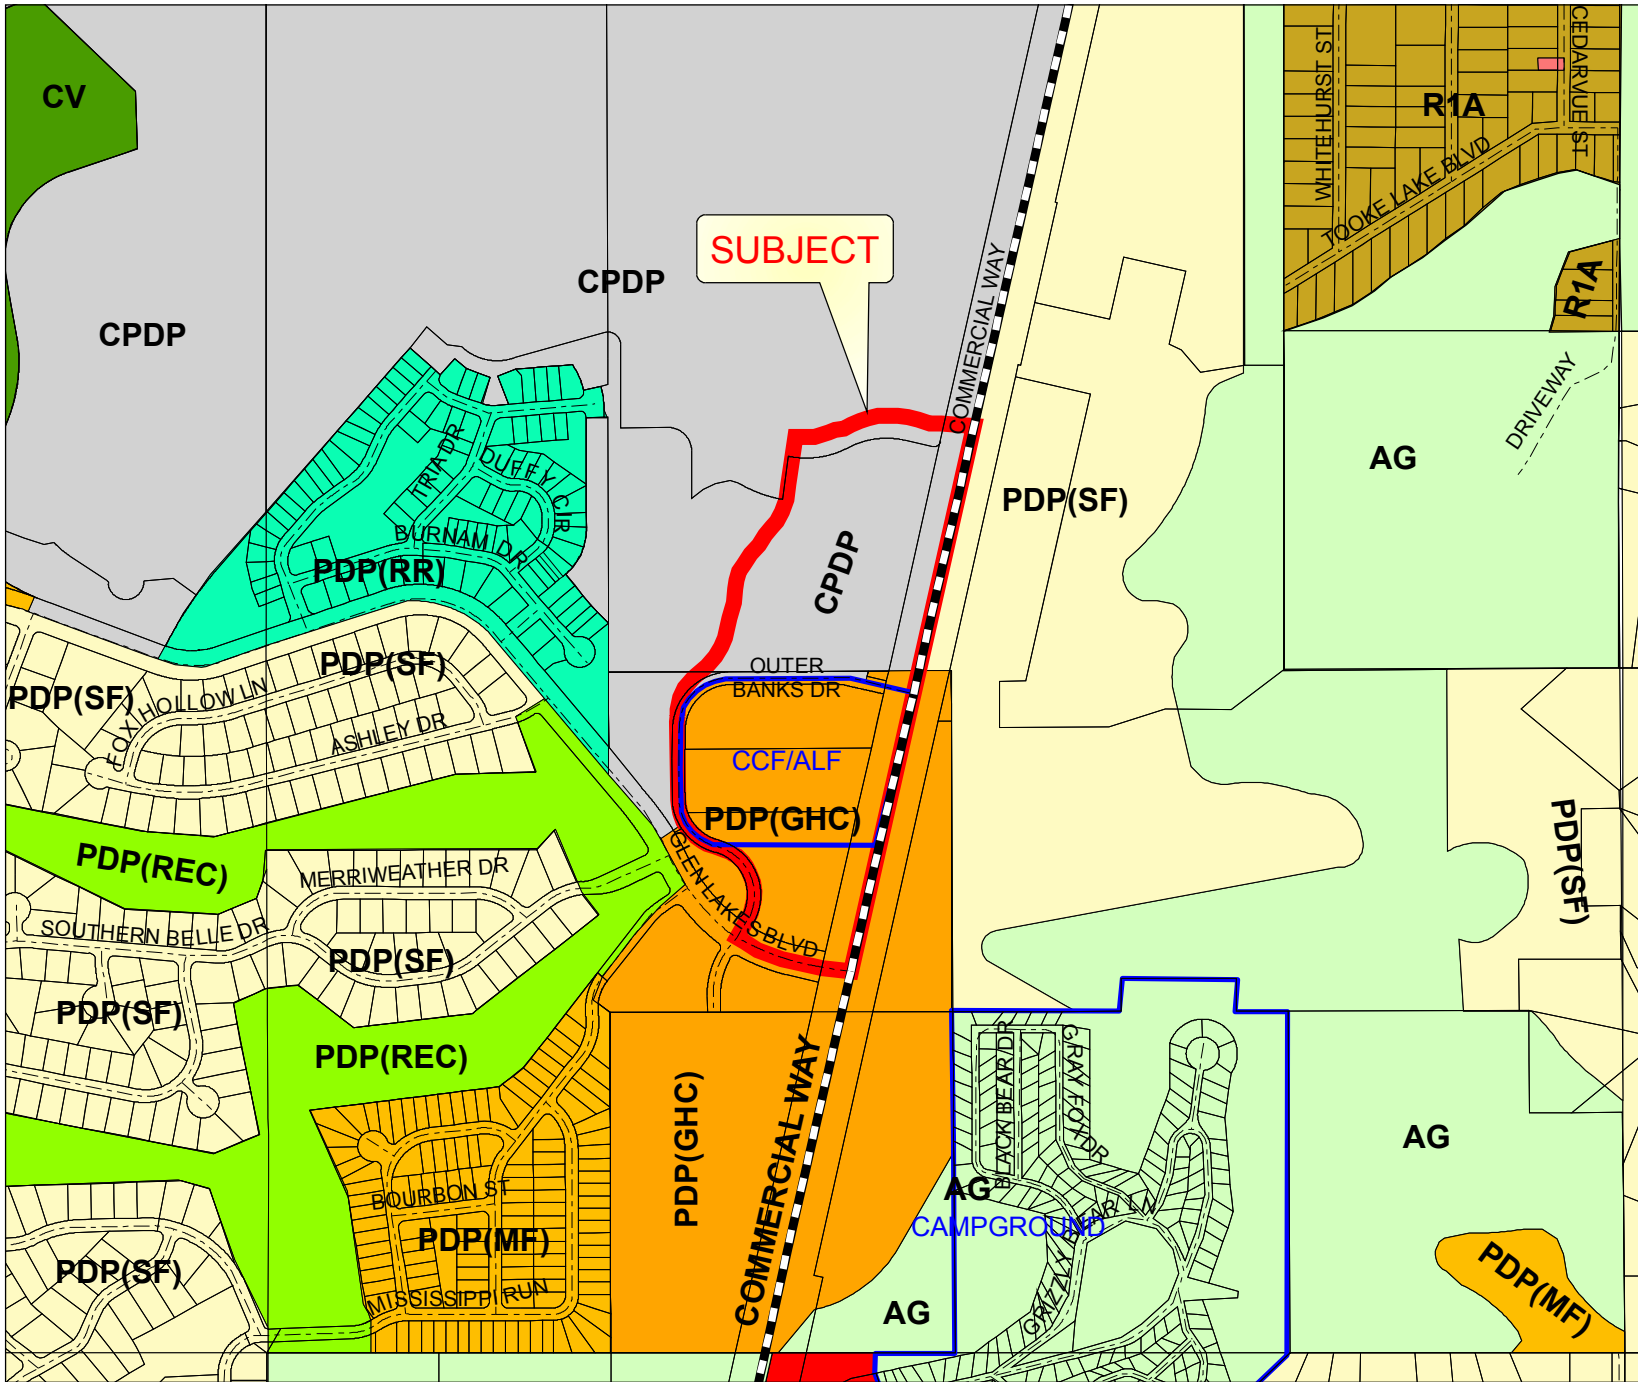 CV
WHITEHURST ST
R1A
CEDARVUE ST
TOOKE LAKE BLVD
SUBJECT
CPDP
CPDP
COMMERCIAL WAY
R1A
DRIVEWAY
TRIA DR
DUFFY CIR
BURNAM DR
PDP(RR)
CPDP
PDP(SF)
AG
PDP(SF)
PDP(SF)
FOX HOLLOW LN
ASHLEY DR
OUTER
BANKS DR
CCF/ALF
PDP(GHC)
PDP(SF)
PDP(REC)
MERRIWEATHER DR
GLEN LAKES BLVD
SOUTHERN BELLE DR
PDP(SF)
PDP(SF)
PDP(REC)
PDP(GHC)
COMMERCIAL WAY
BLACK BEAR DR
GRAY FOX DR
AG
AG
CAMPGROUND
GRIZZLY BEAR LN
BOURBON ST
PDP(MF)
PDP(SF)
MISSISSIPPI RUN
AG
PDP(MF)